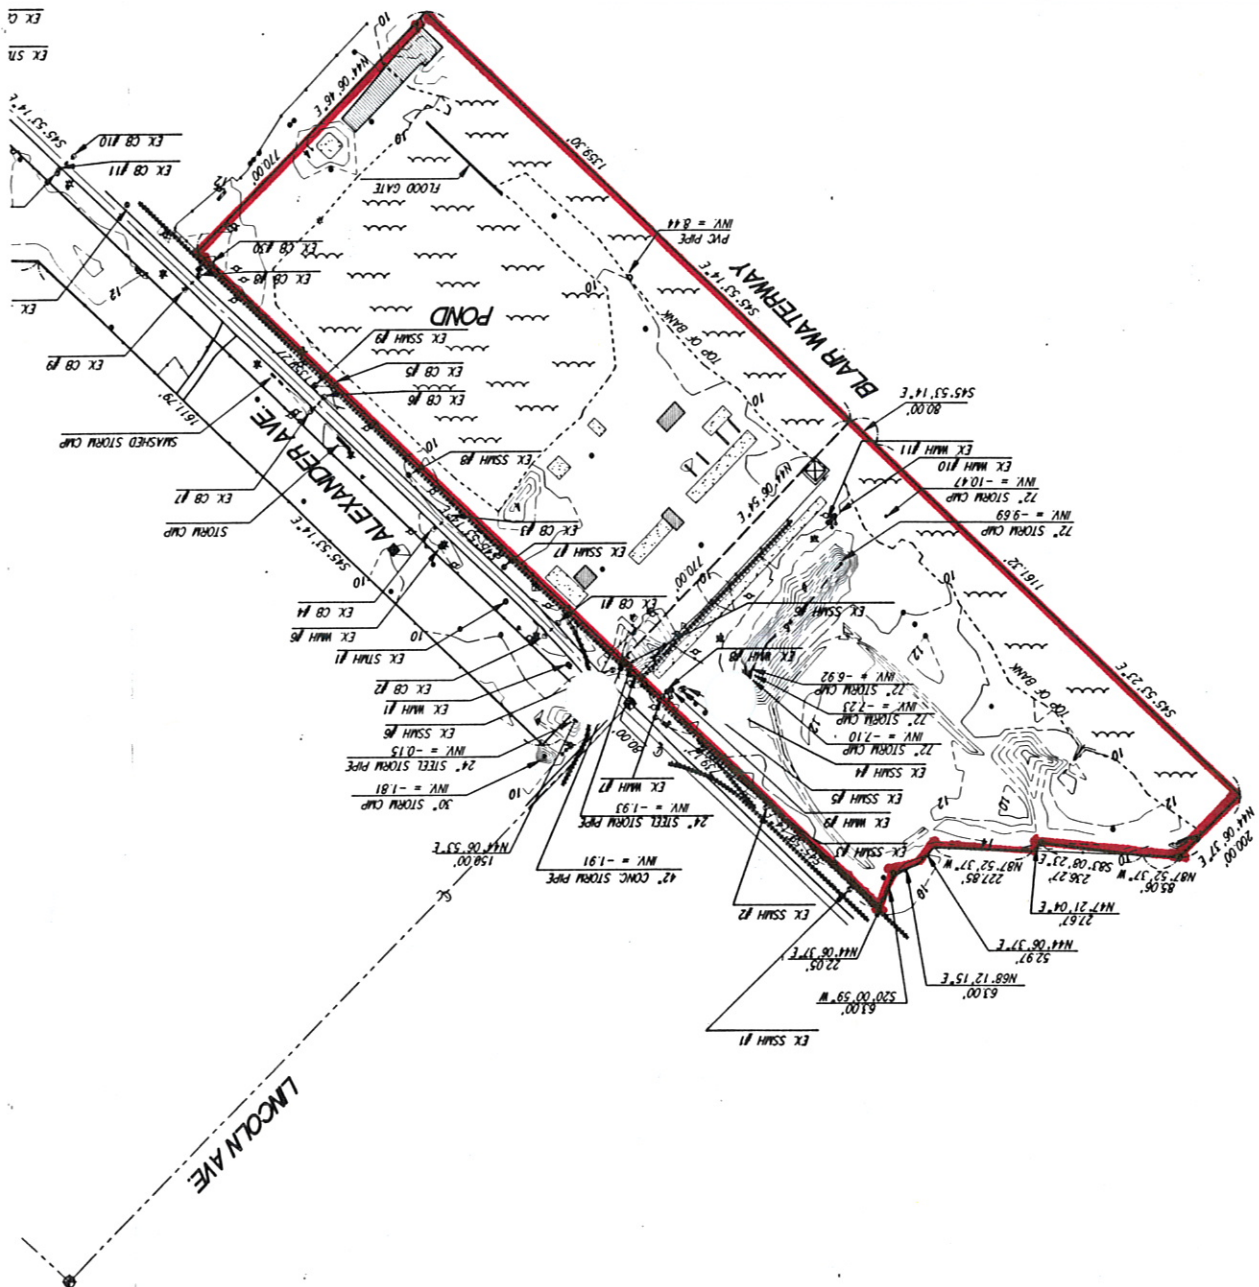 EX. SSMH #1
63.00'
S20°00'59" W
63.00'
N68°12'15" E
52.97'
N44°06'37" E
27.67'
N47°21'04" E
22.05'
N44°06'37" E
EX. SSMH #2
85.06'
N87°52'37" W
200.00'
N44°06'37" E
236.27'
S83°08'23" E
227.85'
N87°52'37" W
42" CONC. STORM PIPE
INV. = -1.91
158.00'
N44°06'53" E
EX. SSMH #3
24" STEEL STORM PIPE
INV. = -1.93
EX. WMH #9
EX. WMH #7
EX. SSMH #5
30" STORM CMP
INV. = -1.81
EX. SSMH #4
24" STEEL STORM PIPE
INV. = -0.15
72" STORM CMP
INV. = -7.10
72" STORM CMP
INV. = -7.23
72" STORM CMP
INV. = -6.92
EX. SSMH #6
EX. WMH #1
EX. CB #2
EX. WMH #8
EX. STMH #1
EX. SSMH #6
EX. CB #1
EX. WMH #6
EX. CB #4
80.00'
TOP OF BANK
S45°53'23" E
1161.32'
EX. SSMH #7
EX. CB #3
STORM CMP
EX. CB #7
72" STORM CMP
INV. = -9.69
72" STORM CMP
INV. = -10.47
EX. WMH #10
EX. WMH #11
770.00'
N44°06'54" E
EX. SSMH #8
SMASHED STORM CMP
S45°53'14" E
ALEXANDER AVE.
1611.79'
80.00'
S45°53'14" E
EX. CB #6
EX. CB #5
EX. SSMH #9
EX. CB #9
POND
BLAIR WATERWAY
TOP OF BANK
S45°53'14" E
EX. CB #8
EX. CB #30
PVC PIPE
INV. = 8.44
FLOOD GATE
770.00'
N44°06'46" E
1359.30'
EX. CB #11
EX. CB #10
S45°53'14" E
LINCOLN AVE.